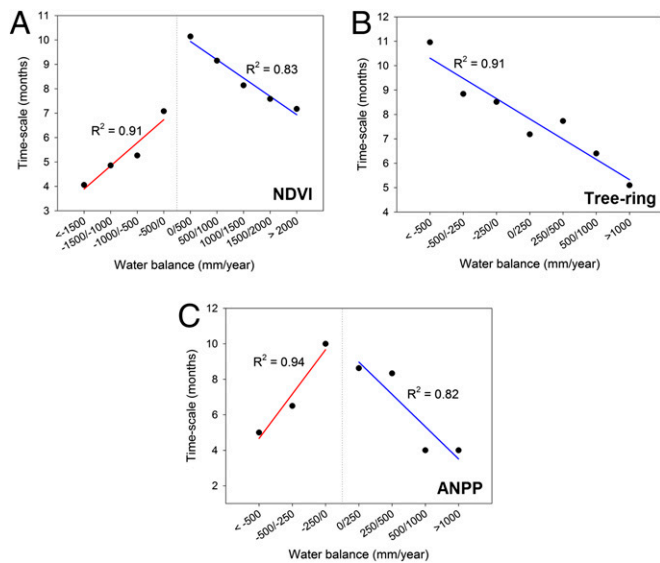 A
11
10
9
8
7
6
5
4
3
Time-scale (months)
R² = 0.91
R² = 0.83
NDVI
<-1500
-1500/-1000
-1000/-500
-500/0
0/500
500/1000
1000/1500
1500/2000
> 2000
Water balance (mm/year)
B
12
11
10
9
8
7
6
5
4
3
2
Time-scale (months)
R² = 0.91
Tree-ring
< -500
-500/-250
-250/0
0/250
250/500
500/1000
>1000
Water balance (mm/year)
C
12
10
8
6
4
2
Time-scale (months)
R² = 0.94
R² = 0.82
ANPP
< -500
-500/-250
-250/0
0/250
250/500
500/1000
>1000
Water balance (mm/year)